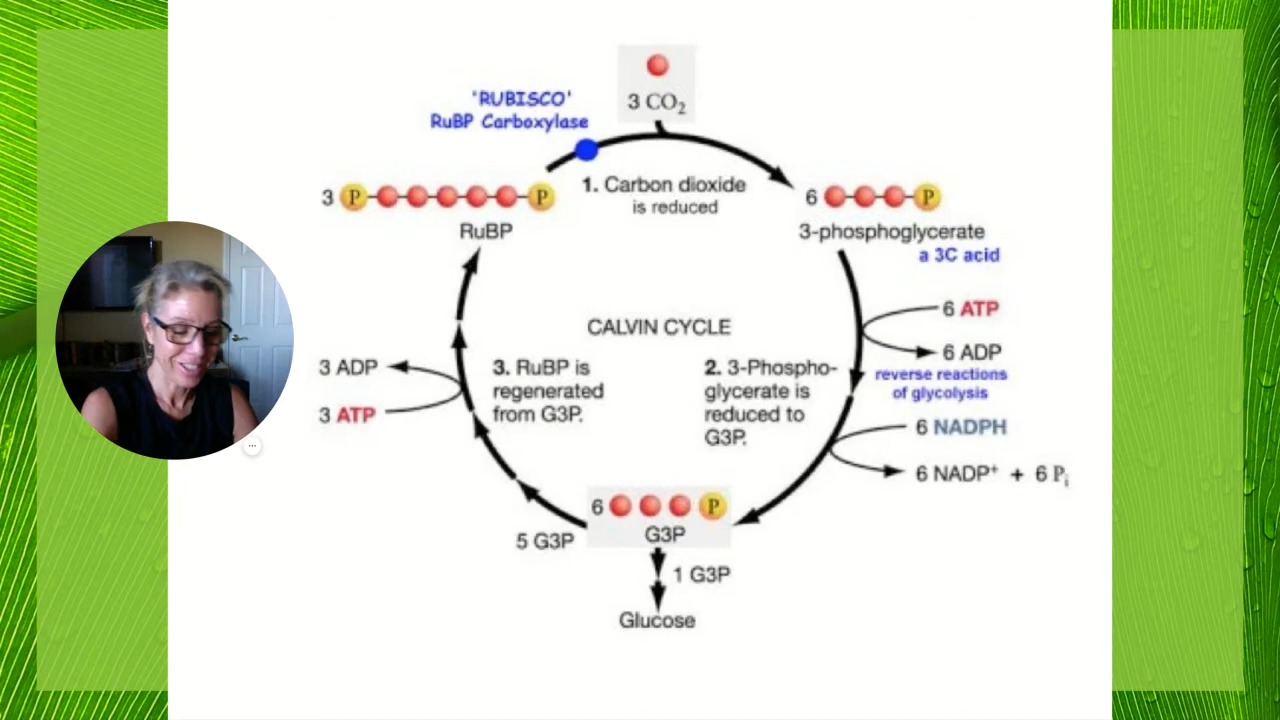 'RUBISCO'
RuBP Carboxylase
3 CO₂
3 P P
RuBP
1. Carbon dioxide
is reduced
6 P
3-phosphoglycerate
a 3C acid
CALVIN CYCLE
6 ATP
6 ADP
reverse reactions
of glycolysis
6 NADPH
6 NADP⁺ + 6 Pᵢ
2. 3-Phospho-
glycerate is
reduced to
G3P.
3 ADP
3 ATP
3. RuBP is
regenerated
from G3P.
6 P
G3P
5 G3P
1 G3P
Glucose